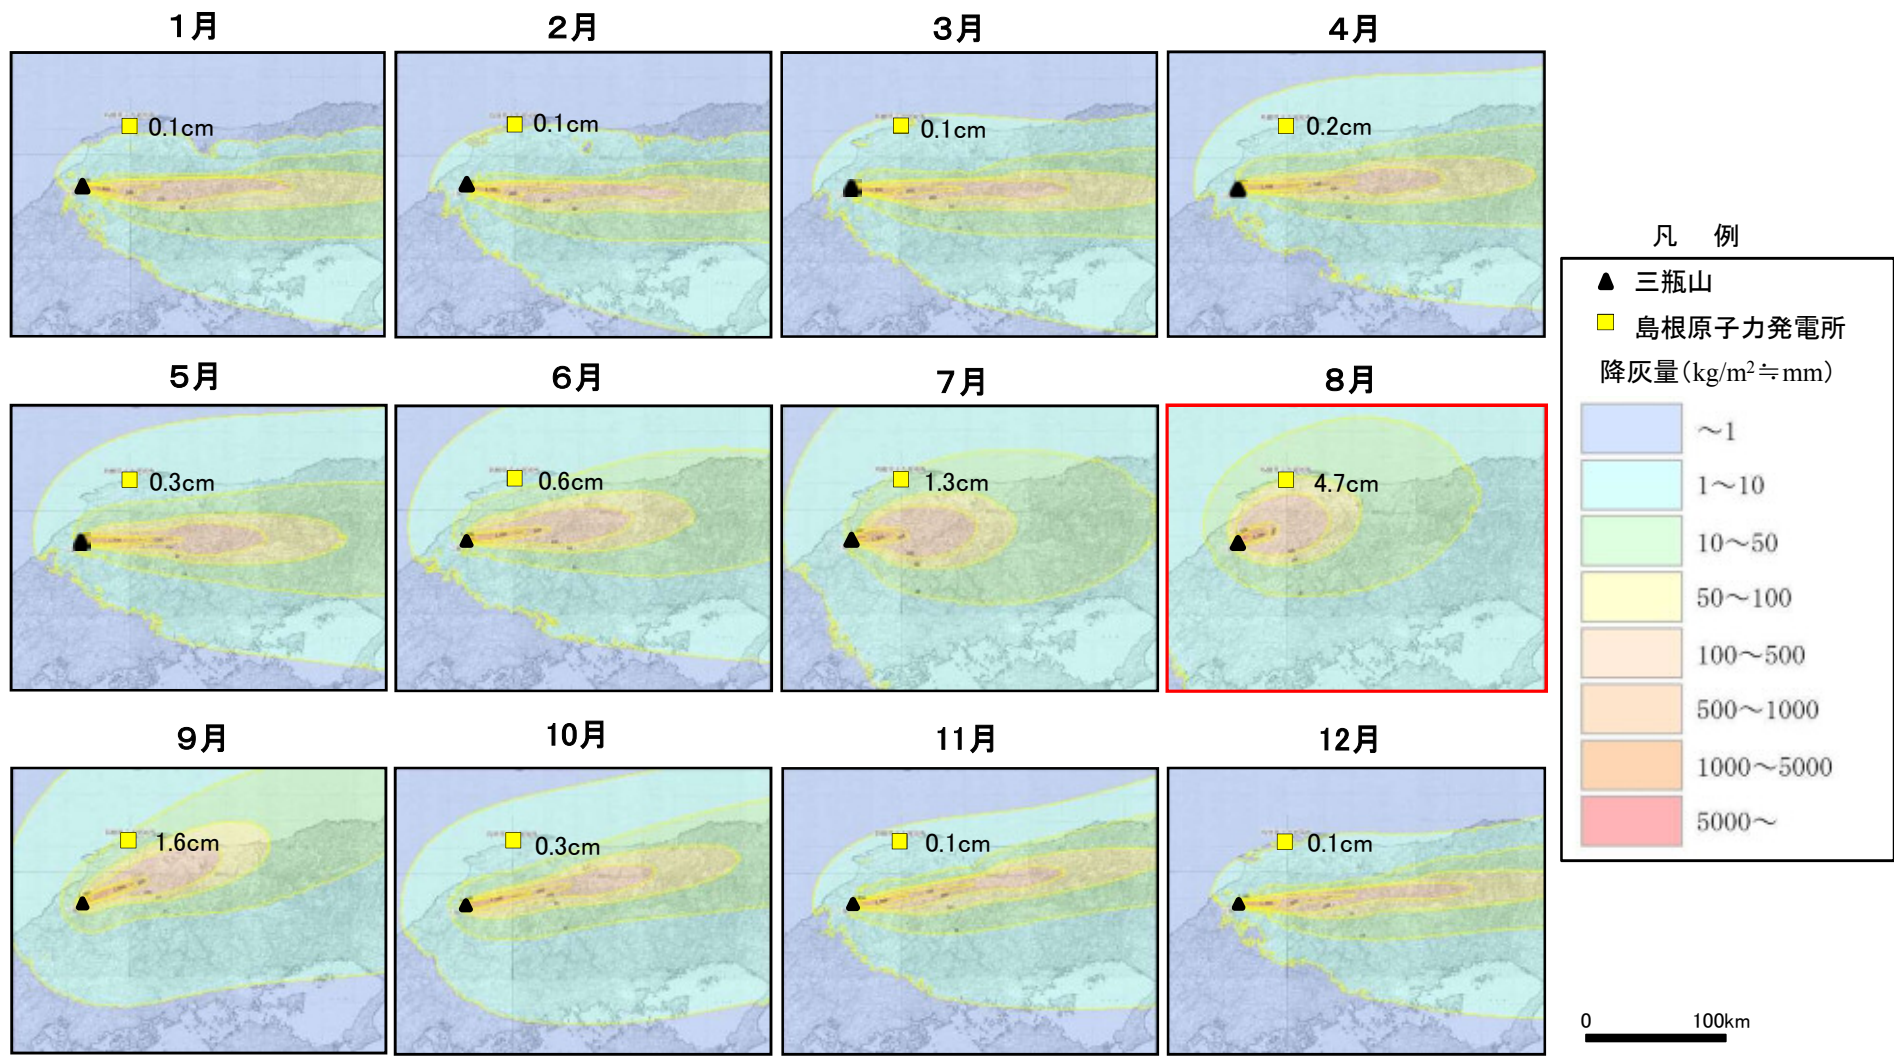 1月
2月
3月
4月
0.1cm
0.1cm
0.1cm
0.2cm
5月
6月
7月
8月
0.3cm
0.6cm
1.3cm
4.7cm
9月
10月
11月
12月
1.6cm
0.3cm
0.1cm
0.1cm
凡 例
三瓶山
島根原子力発電所
降灰量(kg/m²≒mm)
～1
1～10
10～50
50～100
100～500
500～1000
1000～5000
5000～
0 100km